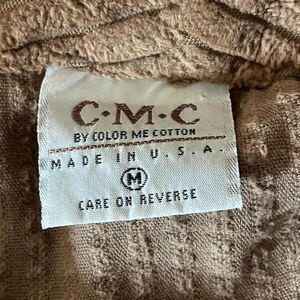 C·M·C
BY COLOR ME COTTON
MADE IN U.S.A.
M
CARE ON REVERSE